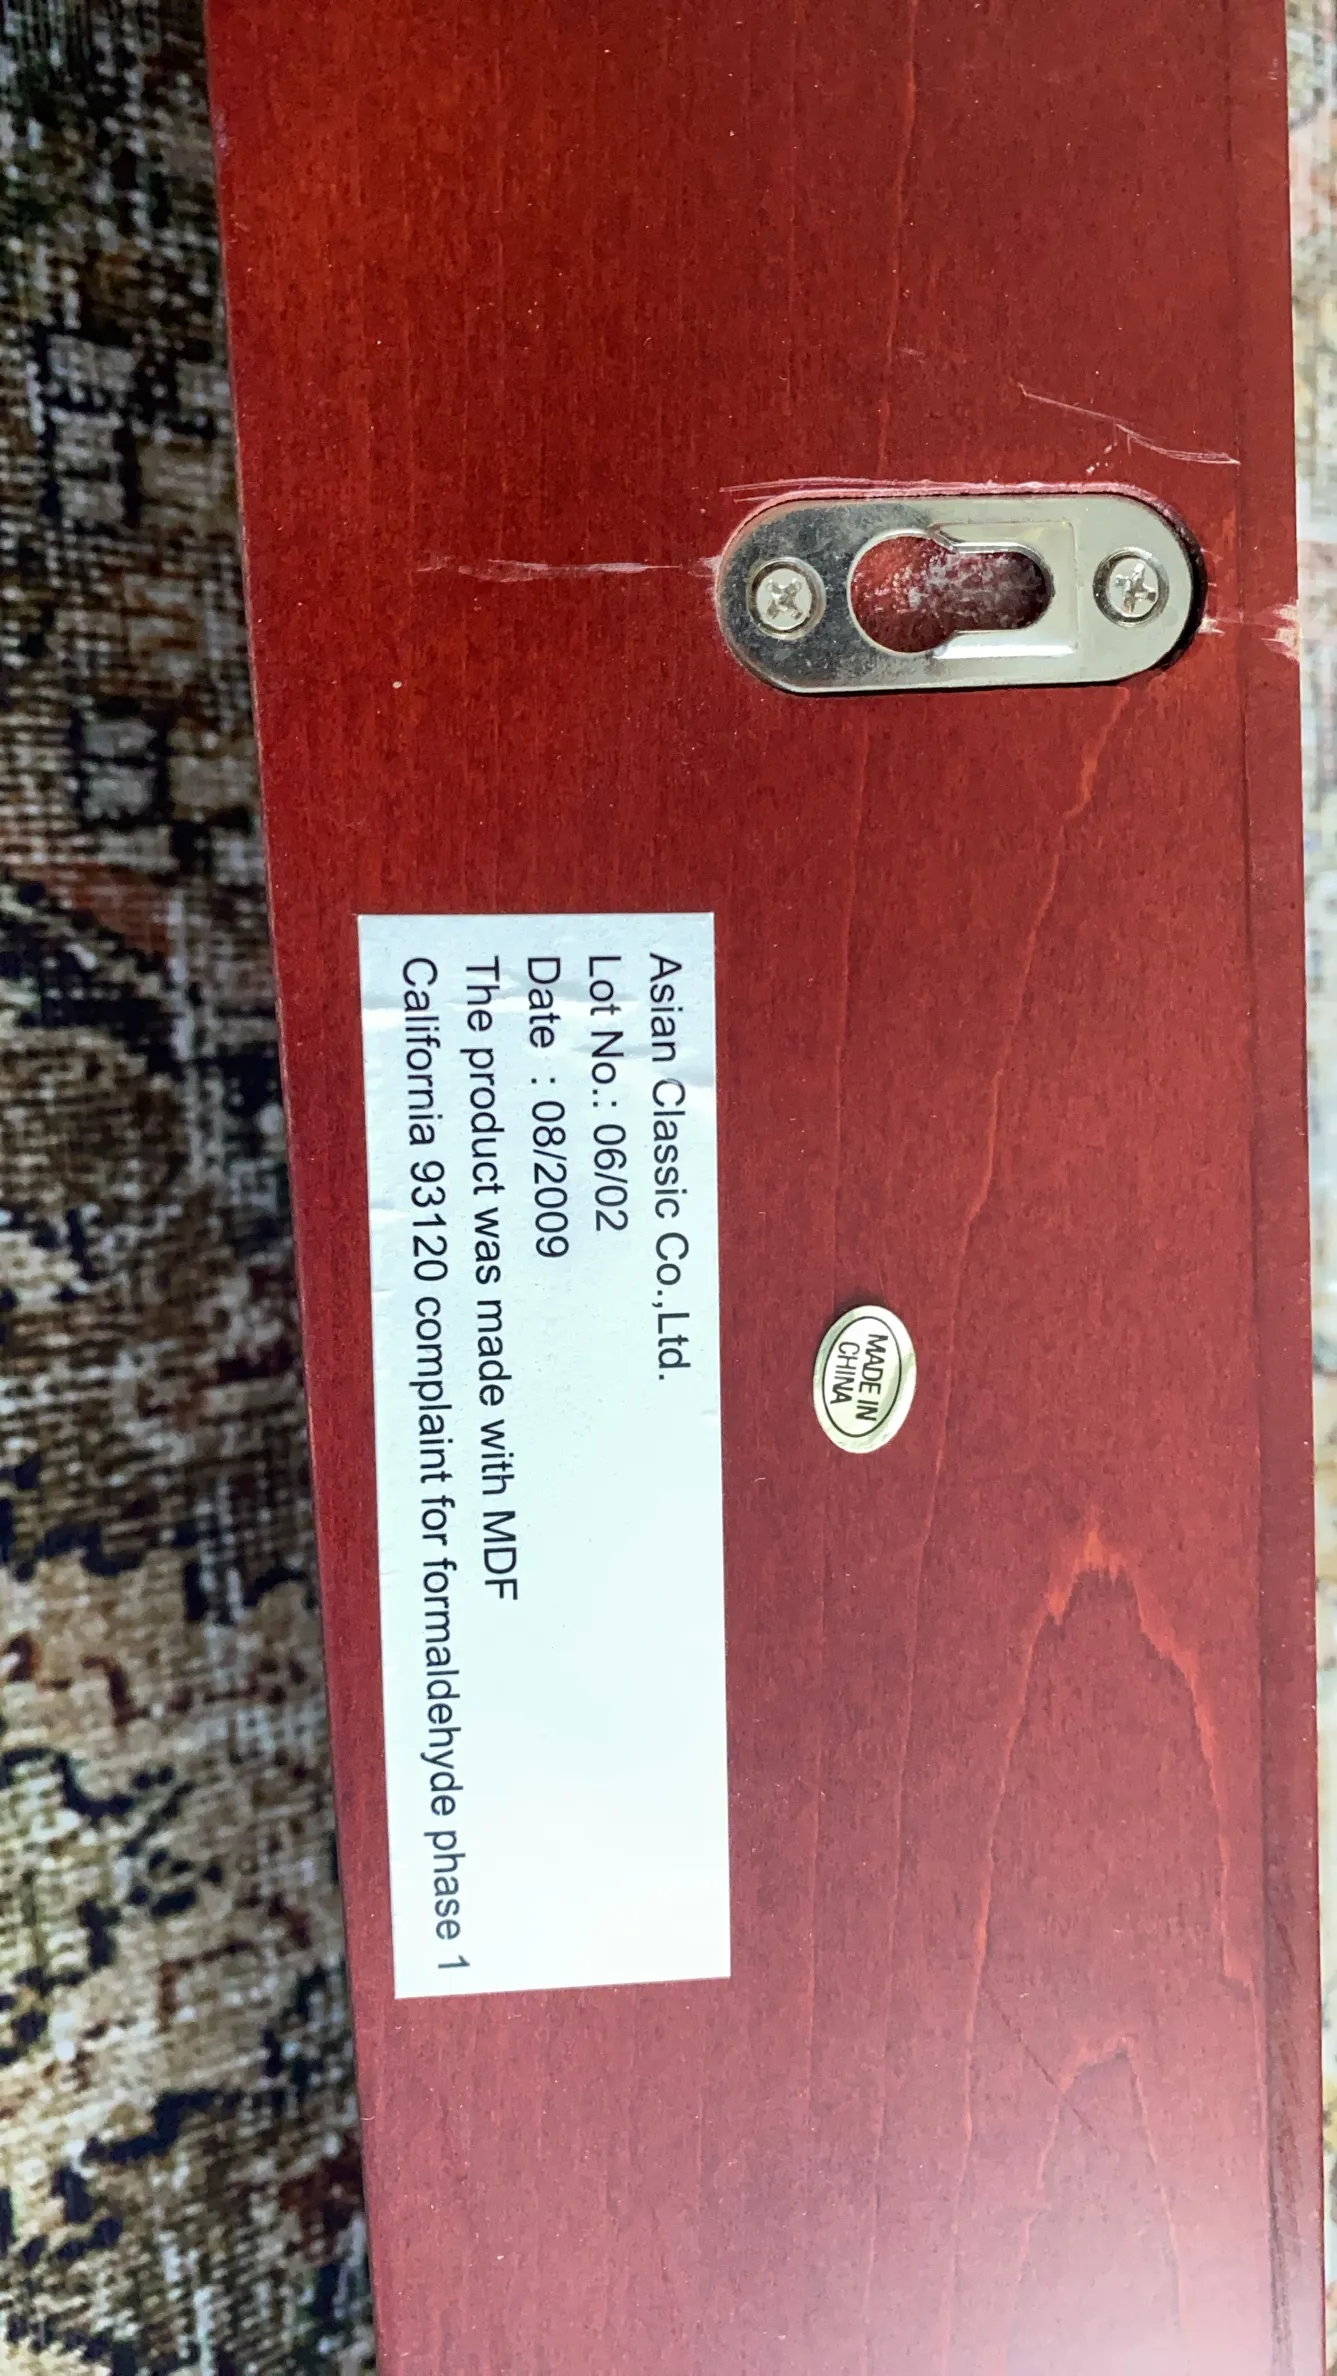 Asian Classic Co.,Ltd.
Lot No.: 06/02
Date : 08/2009
The product was made with MDF
California 93120 complaint for formaldehyde phase 1
MADE IN
CHINA